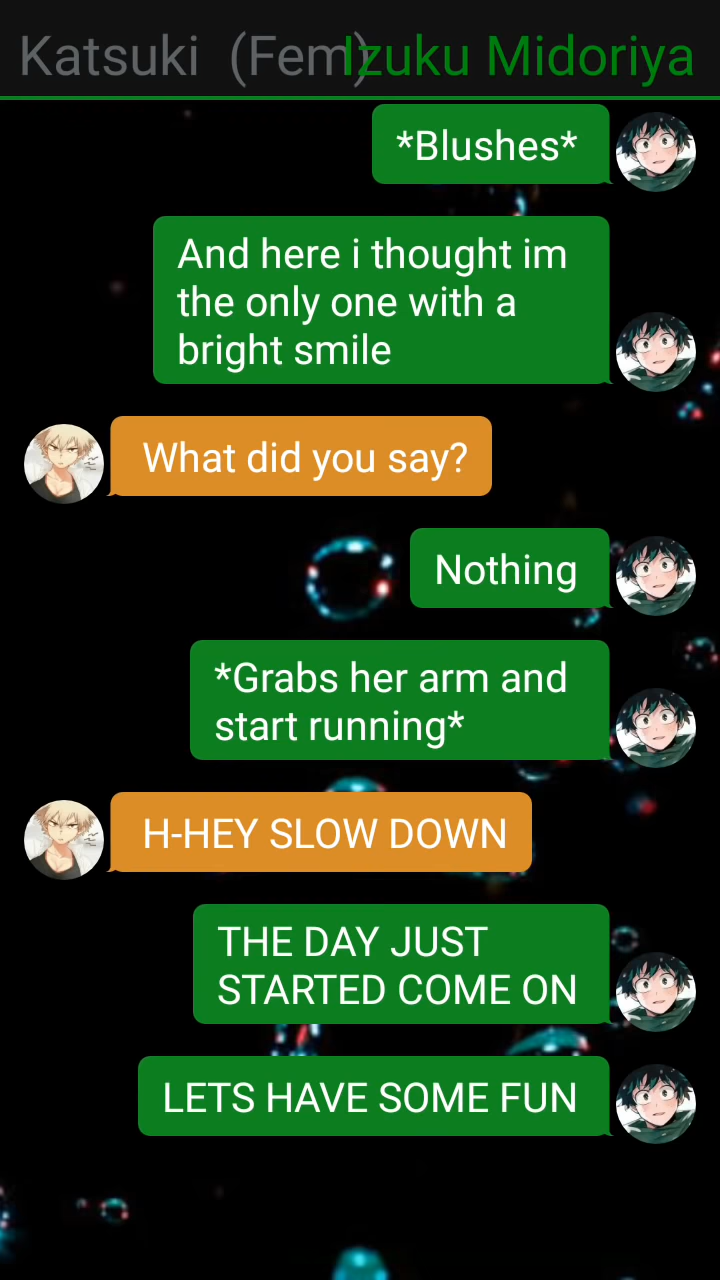 Katsuki (Fem)
Izuku Midoriya
*Blushes*
And here i thought im
the only one with a
bright smile
What did you say?
Nothing
*Grabs her arm and
start running*
H-HEY SLOW DOWN
THE DAY JUST
STARTED COME ON
LETS HAVE SOME FUN